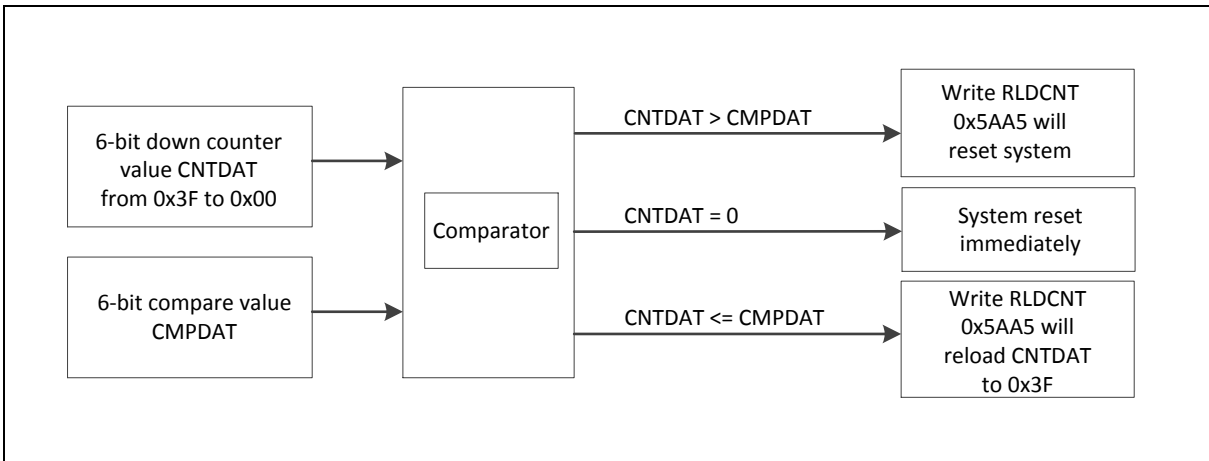 6-bit down counter
value CNTDAT
from 0x3F to 0x00
6-bit compare value
CMPDAT
Comparator
CNTDAT > CMPDAT
CNTDAT = 0
CNTDAT <= CMPDAT
Write RLDCNT
0x5AA5 will
reset system
System reset
immediately
Write RLDCNT
0x5AA5 will
reload CNTDAT
to 0x3F